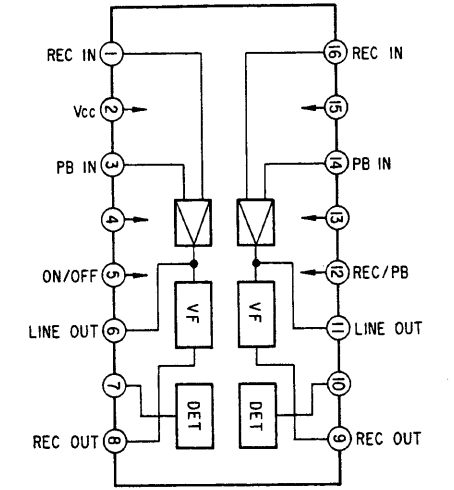 1 REC IN
16 REC IN
2 Vcc
15
3 PB IN
14 PB IN
4
13
5 ON/OFF
12 REC/PB
VF
VF
6 LINE OUT
11 LINE OUT
7
10
DET
DET
8 REC OUT
9 REC OUT